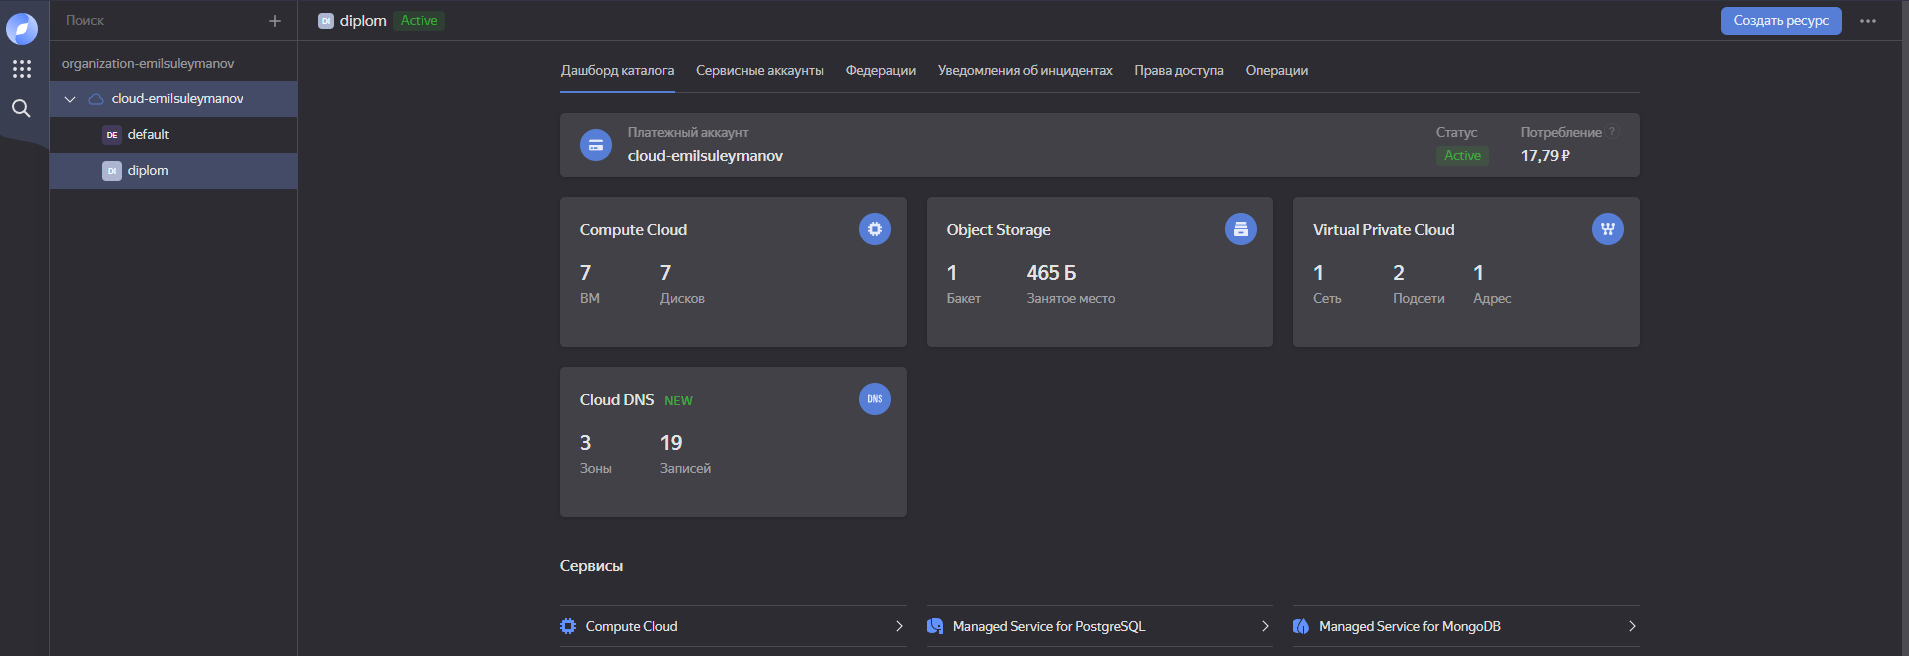 Поиск
organization-emilsuleymanov
cloud-emilsuleymanov
DE default
DI diplom
DI diplom Active
Создать ресурс
Дашборд каталога Сервисные аккаунты Федерации Уведомления об инцидентах Права доступа Операции
Платежный аккаунт Статус Потребление ?
cloud-emilsuleymanov Active 17,79 ₽
Compute Cloud
7 7
ВМ Дисков
Object Storage
1 465 Б
Бакет Занятое место
Virtual Private Cloud
1 2 1
Сеть Подсети Адрес
Cloud DNS NEW DNS
3 19
Зоны Записей
Сервисы
Compute Cloud Managed Service for PostgreSQL Managed Service for MongoDB